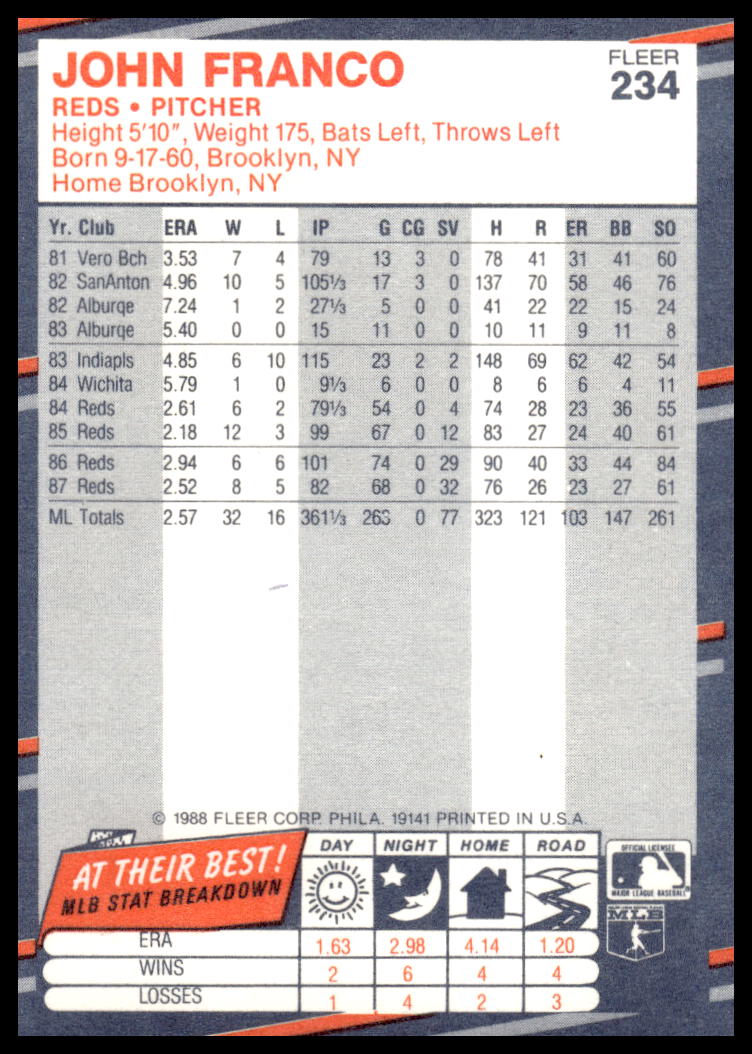 JOHN FRANCO
FLEER
234
REDS • PITCHER
Height 5'10", Weight 175, Bats Left, Throws Left
Born 9-17-60, Brooklyn, NY
Home Brooklyn, NY
Yr. Club ERA W L IP G CG SV H R ER BB SO
81 Vero Bch 3.53 7 4 79 13 3 0 78 41 31 41 60
82 SanAnton 4.96 10 5 105⅓ 17 3 0 137 70 58 46 76
82 Alburqe 7.24 1 2 27⅓ 5 0 0 41 22 22 15 24
83 Alburqe 5.40 0 0 15 11 0 0 10 11 9 11 8
83 Indiapls 4.85 6 10 115 23 2 2 148 69 62 42 54
84 Wichita 5.79 1 0 9⅓ 6 0 0 8 6 6 4 11
84 Reds 2.61 6 2 79⅓ 54 0 4 74 28 23 36 55
85 Reds 2.18 12 3 99 67 0 12 83 27 24 40 61
86 Reds 2.94 6 6 101 74 0 29 90 40 33 44 84
87 Reds 2.52 8 5 82 68 0 32 76 26 23 27 61
ML Totals 2.57 32 16 361⅓ 263 0 77 323 121 103 147 261
© 1988 FLEER CORP. PHILA. 19141 PRINTED IN U.S.A.
AT THEIR BEST!
MLB STAT BREAKDOWN
DAY NIGHT HOME ROAD
OFFICIAL LICENSEE
MAJOR LEAGUE BASEBALL
MLB
ERA 1.63 2.98 4.14 1.20
WINS 2 6 4 4
LOSSES 1 4 2 3